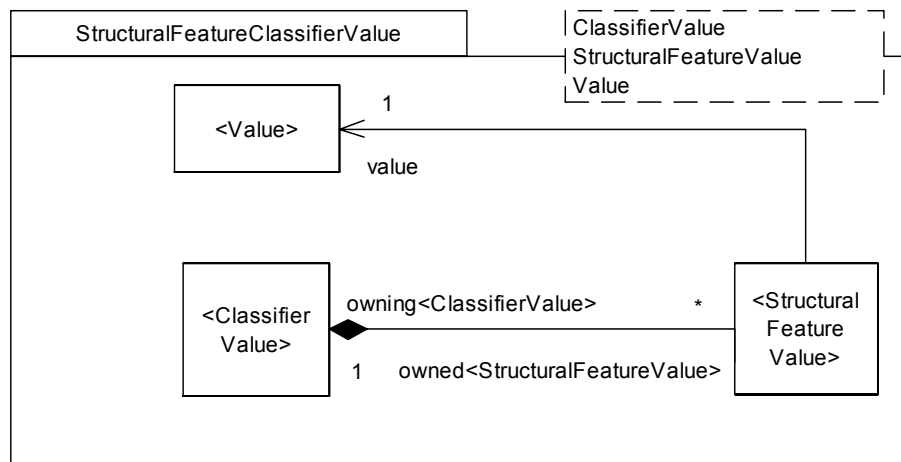 StructuralFeatureClassifierValue
ClassifierValue
StructuralFeatureValue
Value
<Value>
1
value
<Classifier
Value>
owning<ClassifierValue>
*
1
owned<StructuralFeatureValue>
<Structural
Feature
Value>